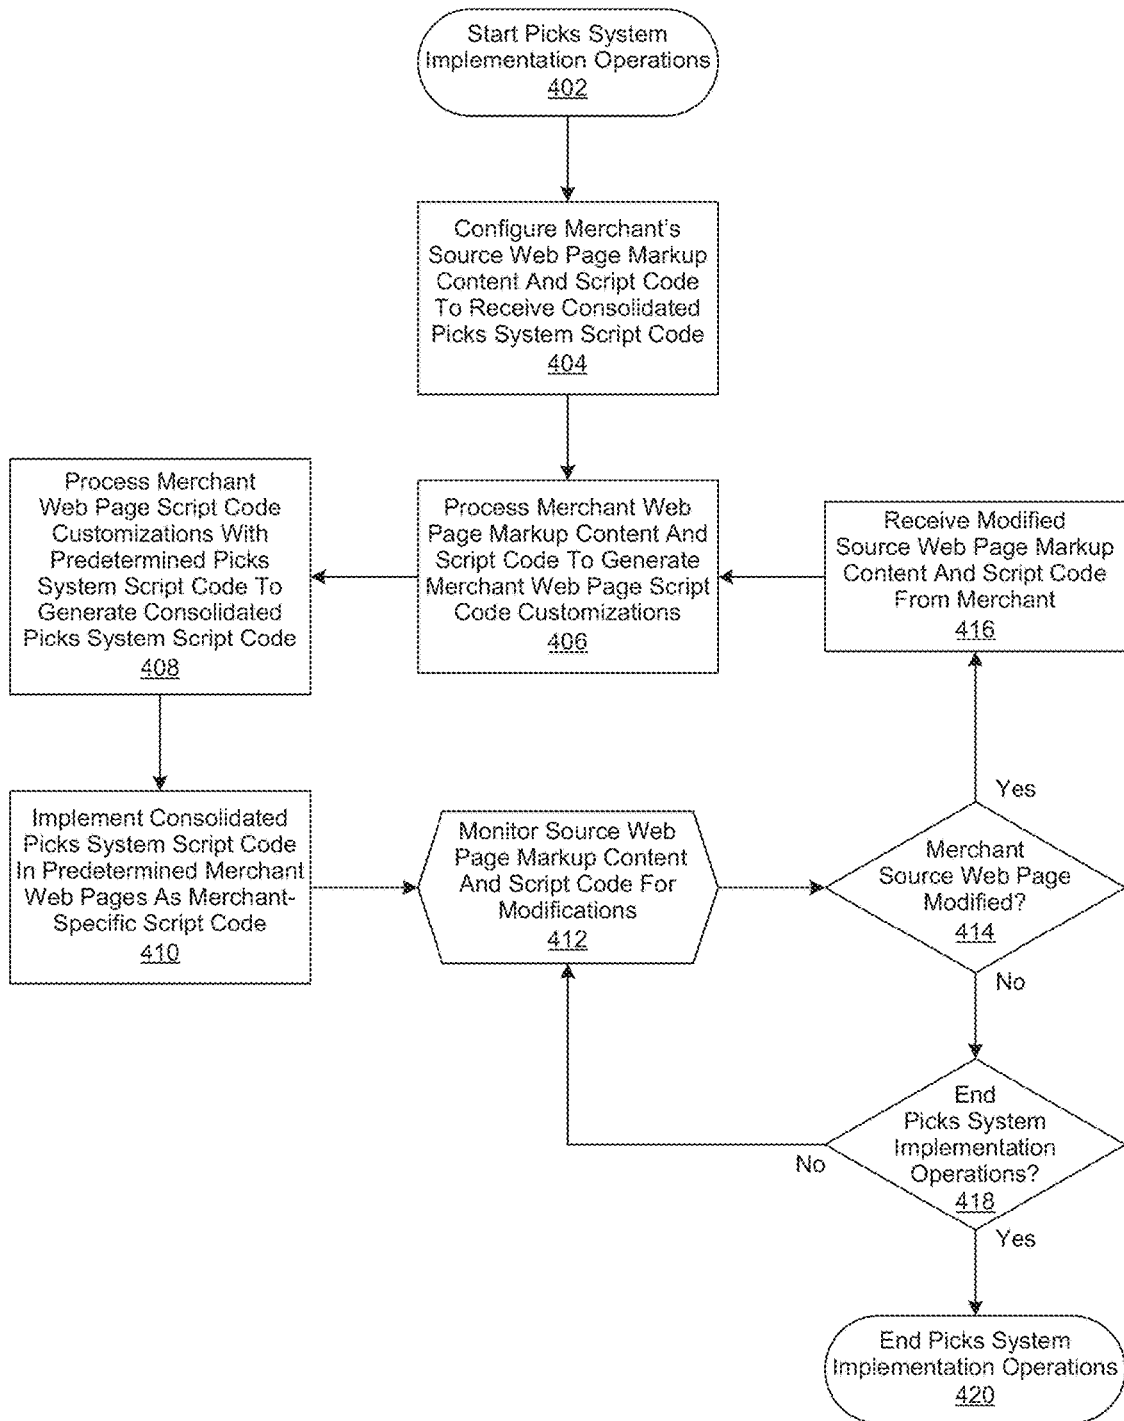 Start Picks System
Implementation Operations
402
Configure Merchant's
Source Web Page Markup
Content And Script Code
To Receive Consolidated
Picks System Script Code
404
Process Merchant
Web Page Script Code
Customizations With
Predetermined Picks
System Script Code To
Generate Consolidated
Picks System Script Code
408
Process Merchant Web
Page Markup Content And
Script Code To Generate
Merchant Web Page Script
Code Customizations
406
Receive Modified
Source Web Page Markup
Content And Script Code
From Merchant
416
Yes
Implement Consolidated
Picks System Script Code
In Predetermined Merchant
Web Pages As Merchant-
Specific Script Code
410
Monitor Source Web
Page Markup Content
And Script Code For
Modifications
412
Merchant
Source Web Page
Modified?
414
No
End
Picks System
Implementation
Operations?
418
No
Yes
End Picks System
Implementation Operations
420